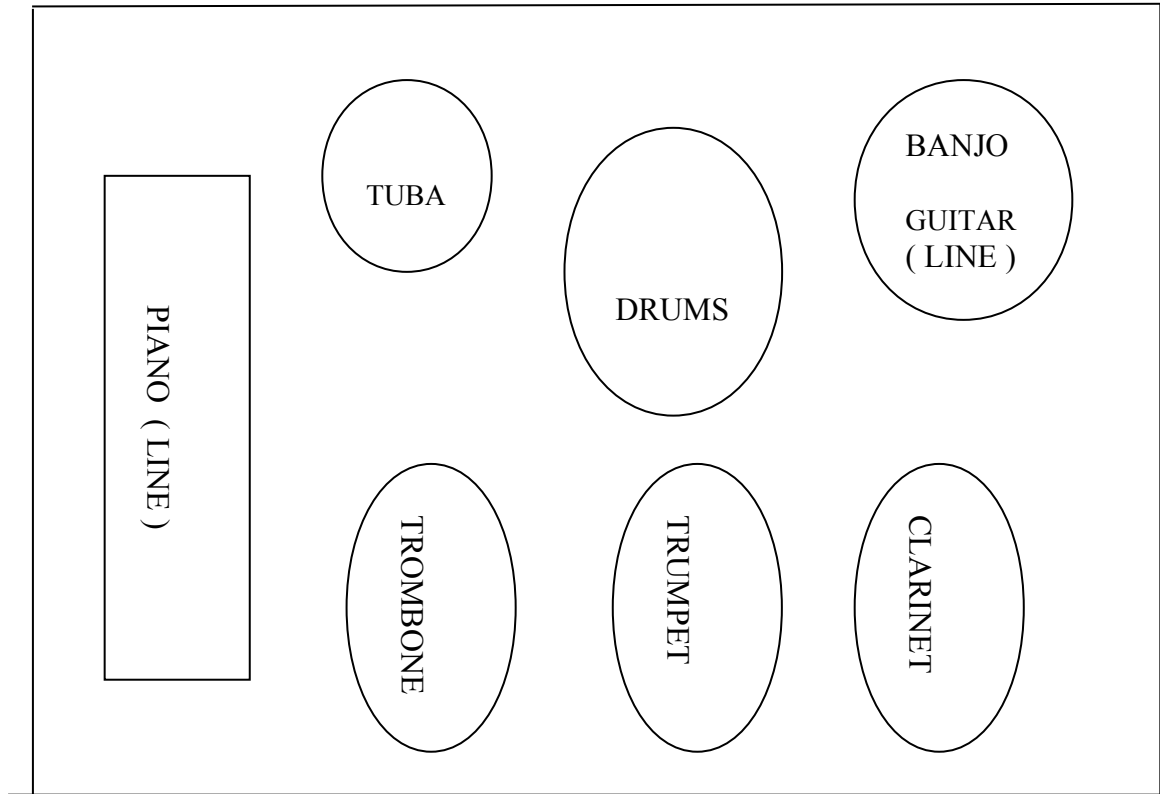 TUBA
BANJO
GUITAR
( LINE )
DRUMS
PIANO ( LINE )
TROMBONE
TRUMPET
CLARINET